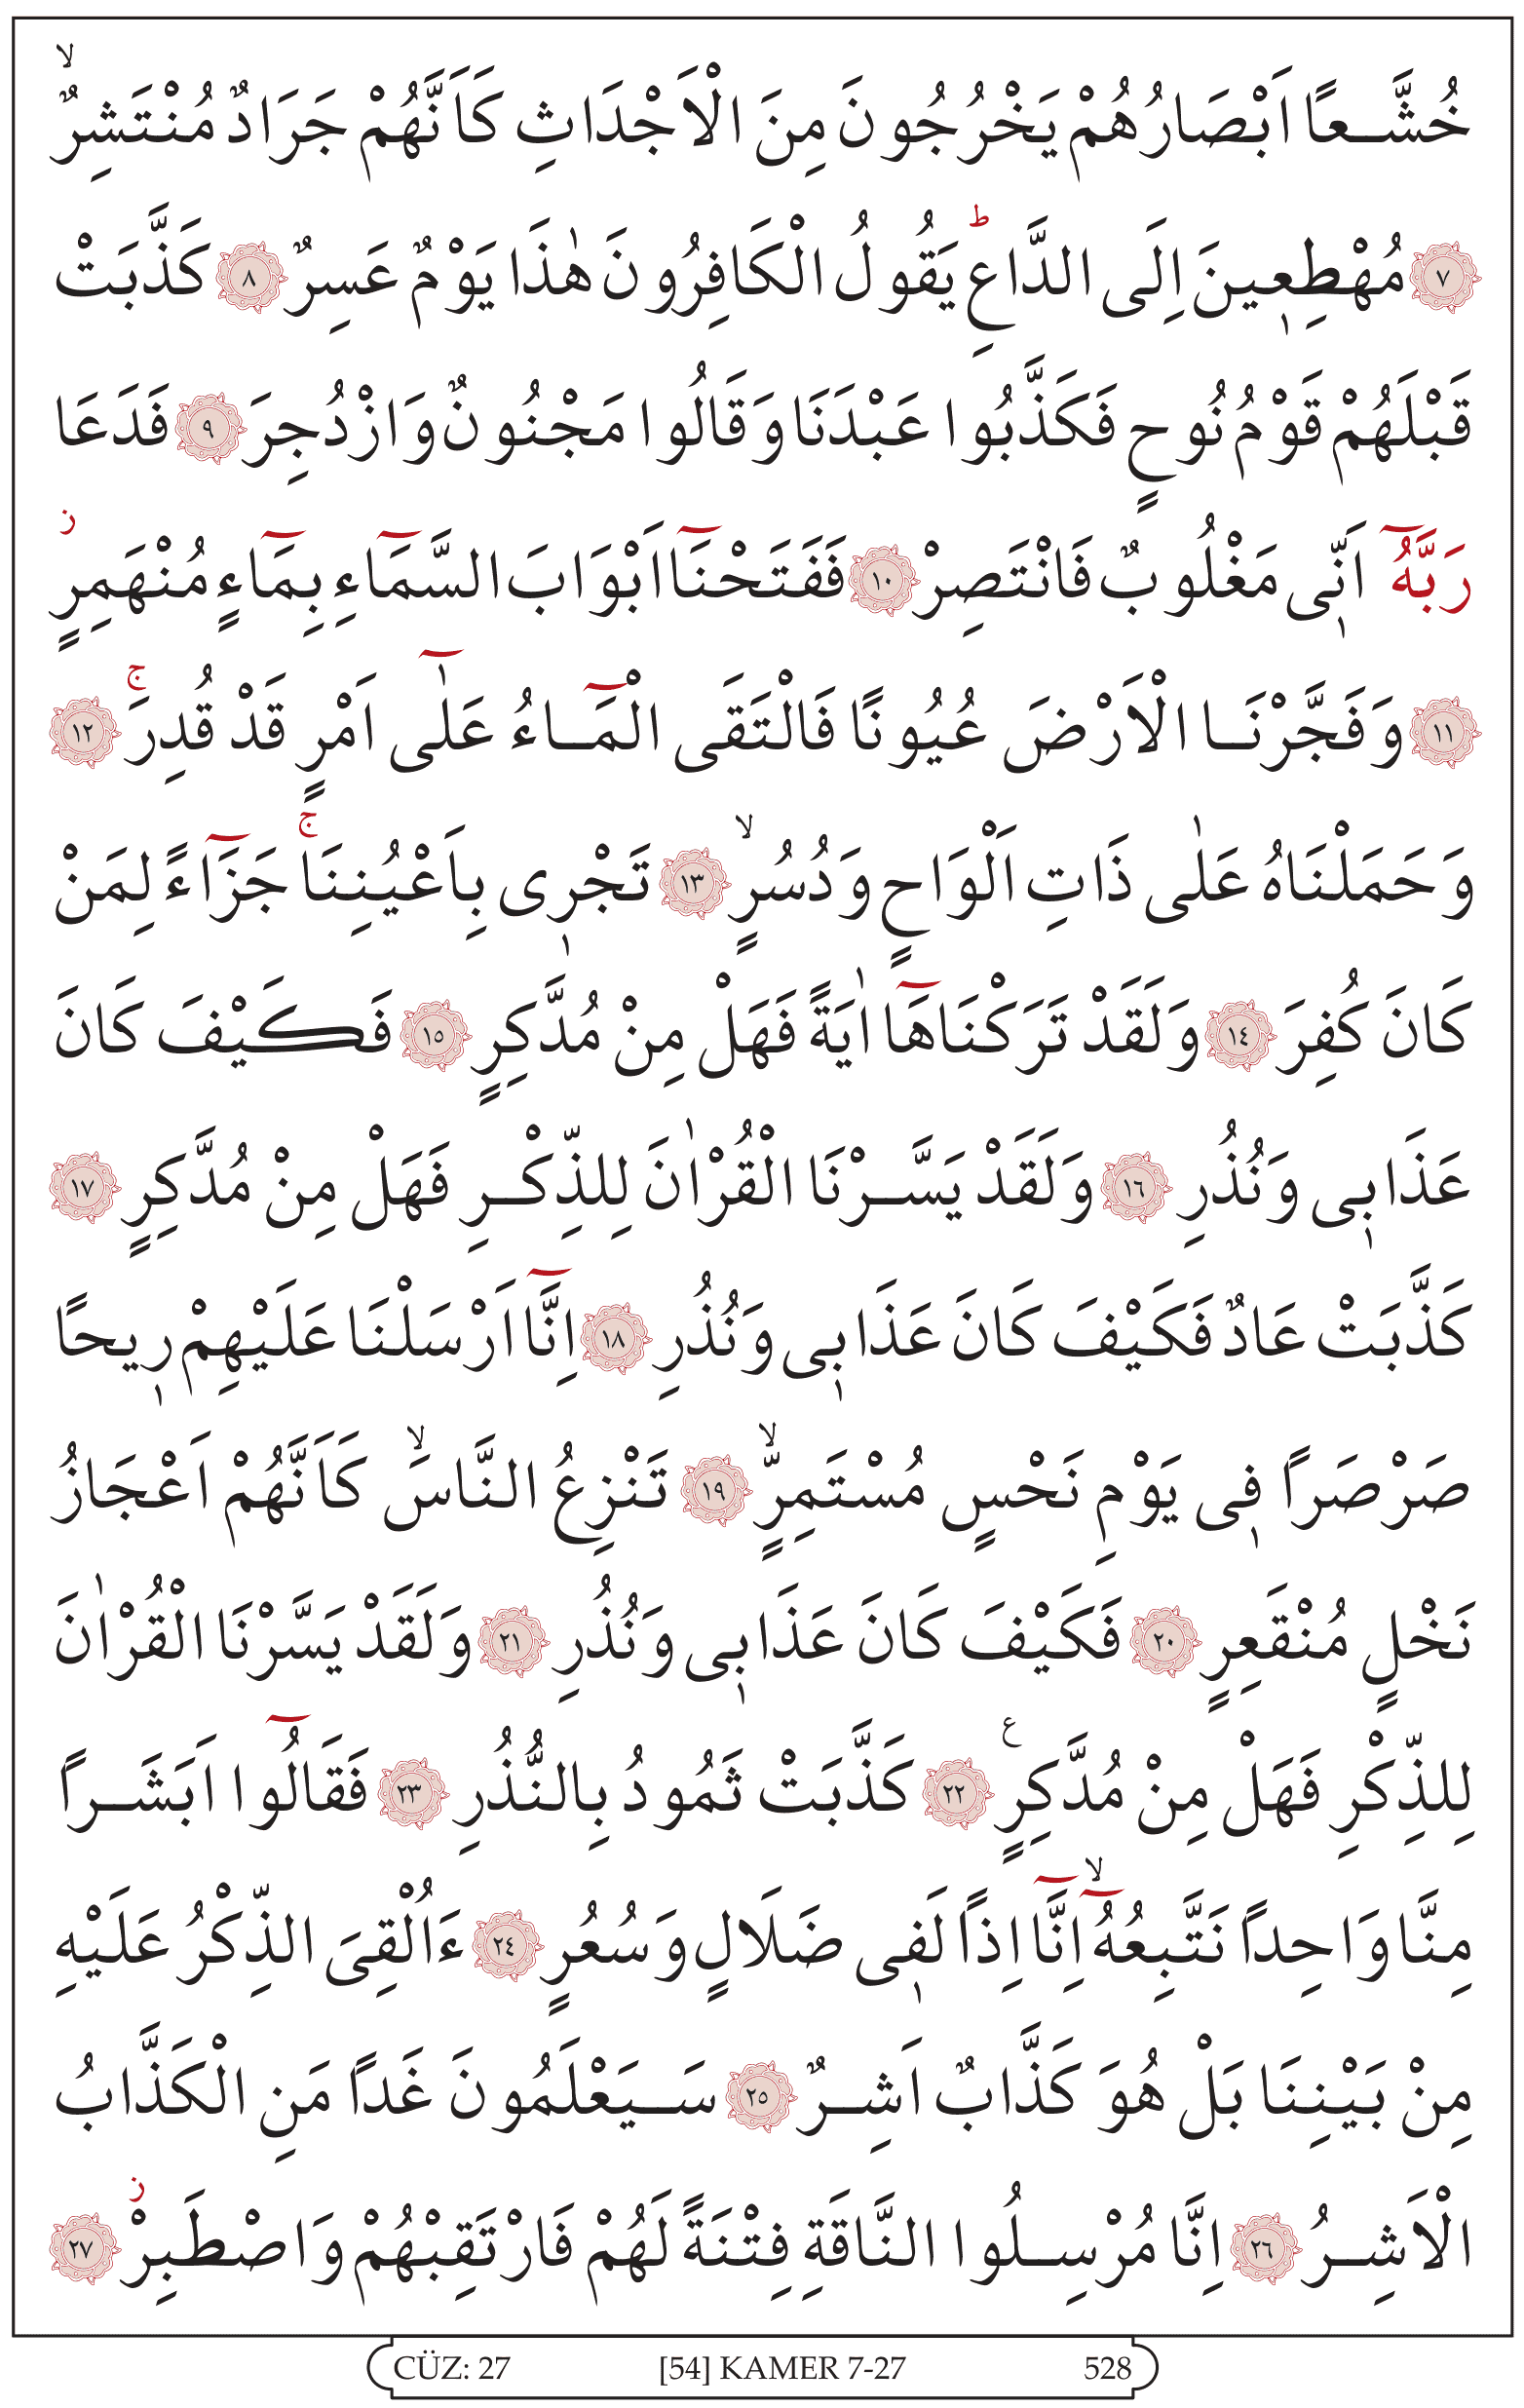 خُشَّعًا اَبْصَارُهُمْ يَخْرُجُونَ مِنَ الْاَجْدَاثِ كَاَنَّهُمْ جَرَادٌ مُنْتَشِرٌۙ
﴿٧﴾ مُهْطِع۪ينَ اِلَى الدَّاعِۜ يَقُولُ الْكَافِرُونَ هٰذَا يَوْمٌ عَسِرٌ ﴿٨﴾ كَذَّبَتْ
قَبْلَهُمْ قَوْمُ نُوحٍ فَكَذَّبُوا عَبْدَنَا وَقَالُوا مَجْنُونٌ وَازْدُجِرَ ﴿٩﴾ فَدَعَا
رَبَّهُٓ اَنّ۪ي مَغْلُوبٌ فَانْتَصِرْ ﴿١٠﴾ فَفَتَحْنَٓا اَبْوَابَ السَّمَٓاءِ بِمَٓاءٍ مُنْهَمِرٍۘ
﴿١١﴾ وَفَجَّرْنَا الْاَرْضَ عُيُونًا فَالْتَقَى الْمَٓاءُ عَلٰٓى اَمْرٍ قَدْ قُدِرَۚ ﴿١٢﴾
وَحَمَلْنَاهُ عَلٰى ذَاتِ اَلْوَاحٍ وَدُسُرٍۙ ﴿١٣﴾ تَجْر۪ي بِاَعْيُنِنَاۚ جَزَٓاءً لِمَنْ
كَانَ كُفِرَ ﴿١٤﴾ وَلَقَدْ تَرَكْنَاهَٓا اٰيَةً فَهَلْ مِنْ مُدَّكِرٍ ﴿١٥﴾ فَكَيْفَ كَانَ
عَذَاب۪ي وَنُذُرِ ﴿١٦﴾ وَلَقَدْ يَسَّرْنَا الْقُرْاٰنَ لِلذِّكْرِ فَهَلْ مِنْ مُدَّكِرٍ ﴿١٧﴾
كَذَّبَتْ عَادٌ فَكَيْفَ كَانَ عَذَاب۪ي وَنُذُرِ ﴿١٨﴾ اِنَّٓا اَرْسَلْنَا عَلَيْهِمْ ر۪يحًا
صَرْصَرًا ف۪ي يَوْمِ نَحْسٍ مُسْتَمِرٍّۙ ﴿١٩﴾ تَنْزِعُ النَّاسَۙ كَاَنَّهُمْ اَعْجَازُ
نَخْلٍ مُنْقَعِرٍ ﴿٢٠﴾ فَكَيْفَ كَانَ عَذَاب۪ي وَنُذُرِ ﴿٢١﴾ وَلَقَدْ يَسَّرْنَا الْقُرْاٰنَ
لِلذِّكْرِ فَهَلْ مِنْ مُدَّكِرٍ۟ ﴿٢٢﴾ كَذَّبَتْ ثَمُودُ بِالنُّذُرِ ﴿٢٣﴾ فَقَالُٓوا اَبَشَرًا
مِنَّا وَاحِدًا نَتَّبِعُهُٓۙ اِنَّٓا اِذًا لَف۪ي ضَلَالٍ وَسُعُرٍ ﴿٢٤﴾ ءَاُلْقِيَ الذِّكْرُ عَلَيْهِ
مِنْ بَيْنِنَا بَلْ هُوَ كَذَّابٌ اَشِرٌ ﴿٢٥﴾ سَيَعْلَمُونَ غَدًا مَنِ الْكَذَّابُ
الْاَشِرُ ﴿٢٦﴾ اِنَّا مُرْسِلُوا النَّاقَةِ فِتْنَةً لَهُمْ فَارْتَقِبْهُمْ وَاصْطَبِرْۘ ﴿٢٧﴾
CÜZ: 27 [54] KAMER 7-27 528